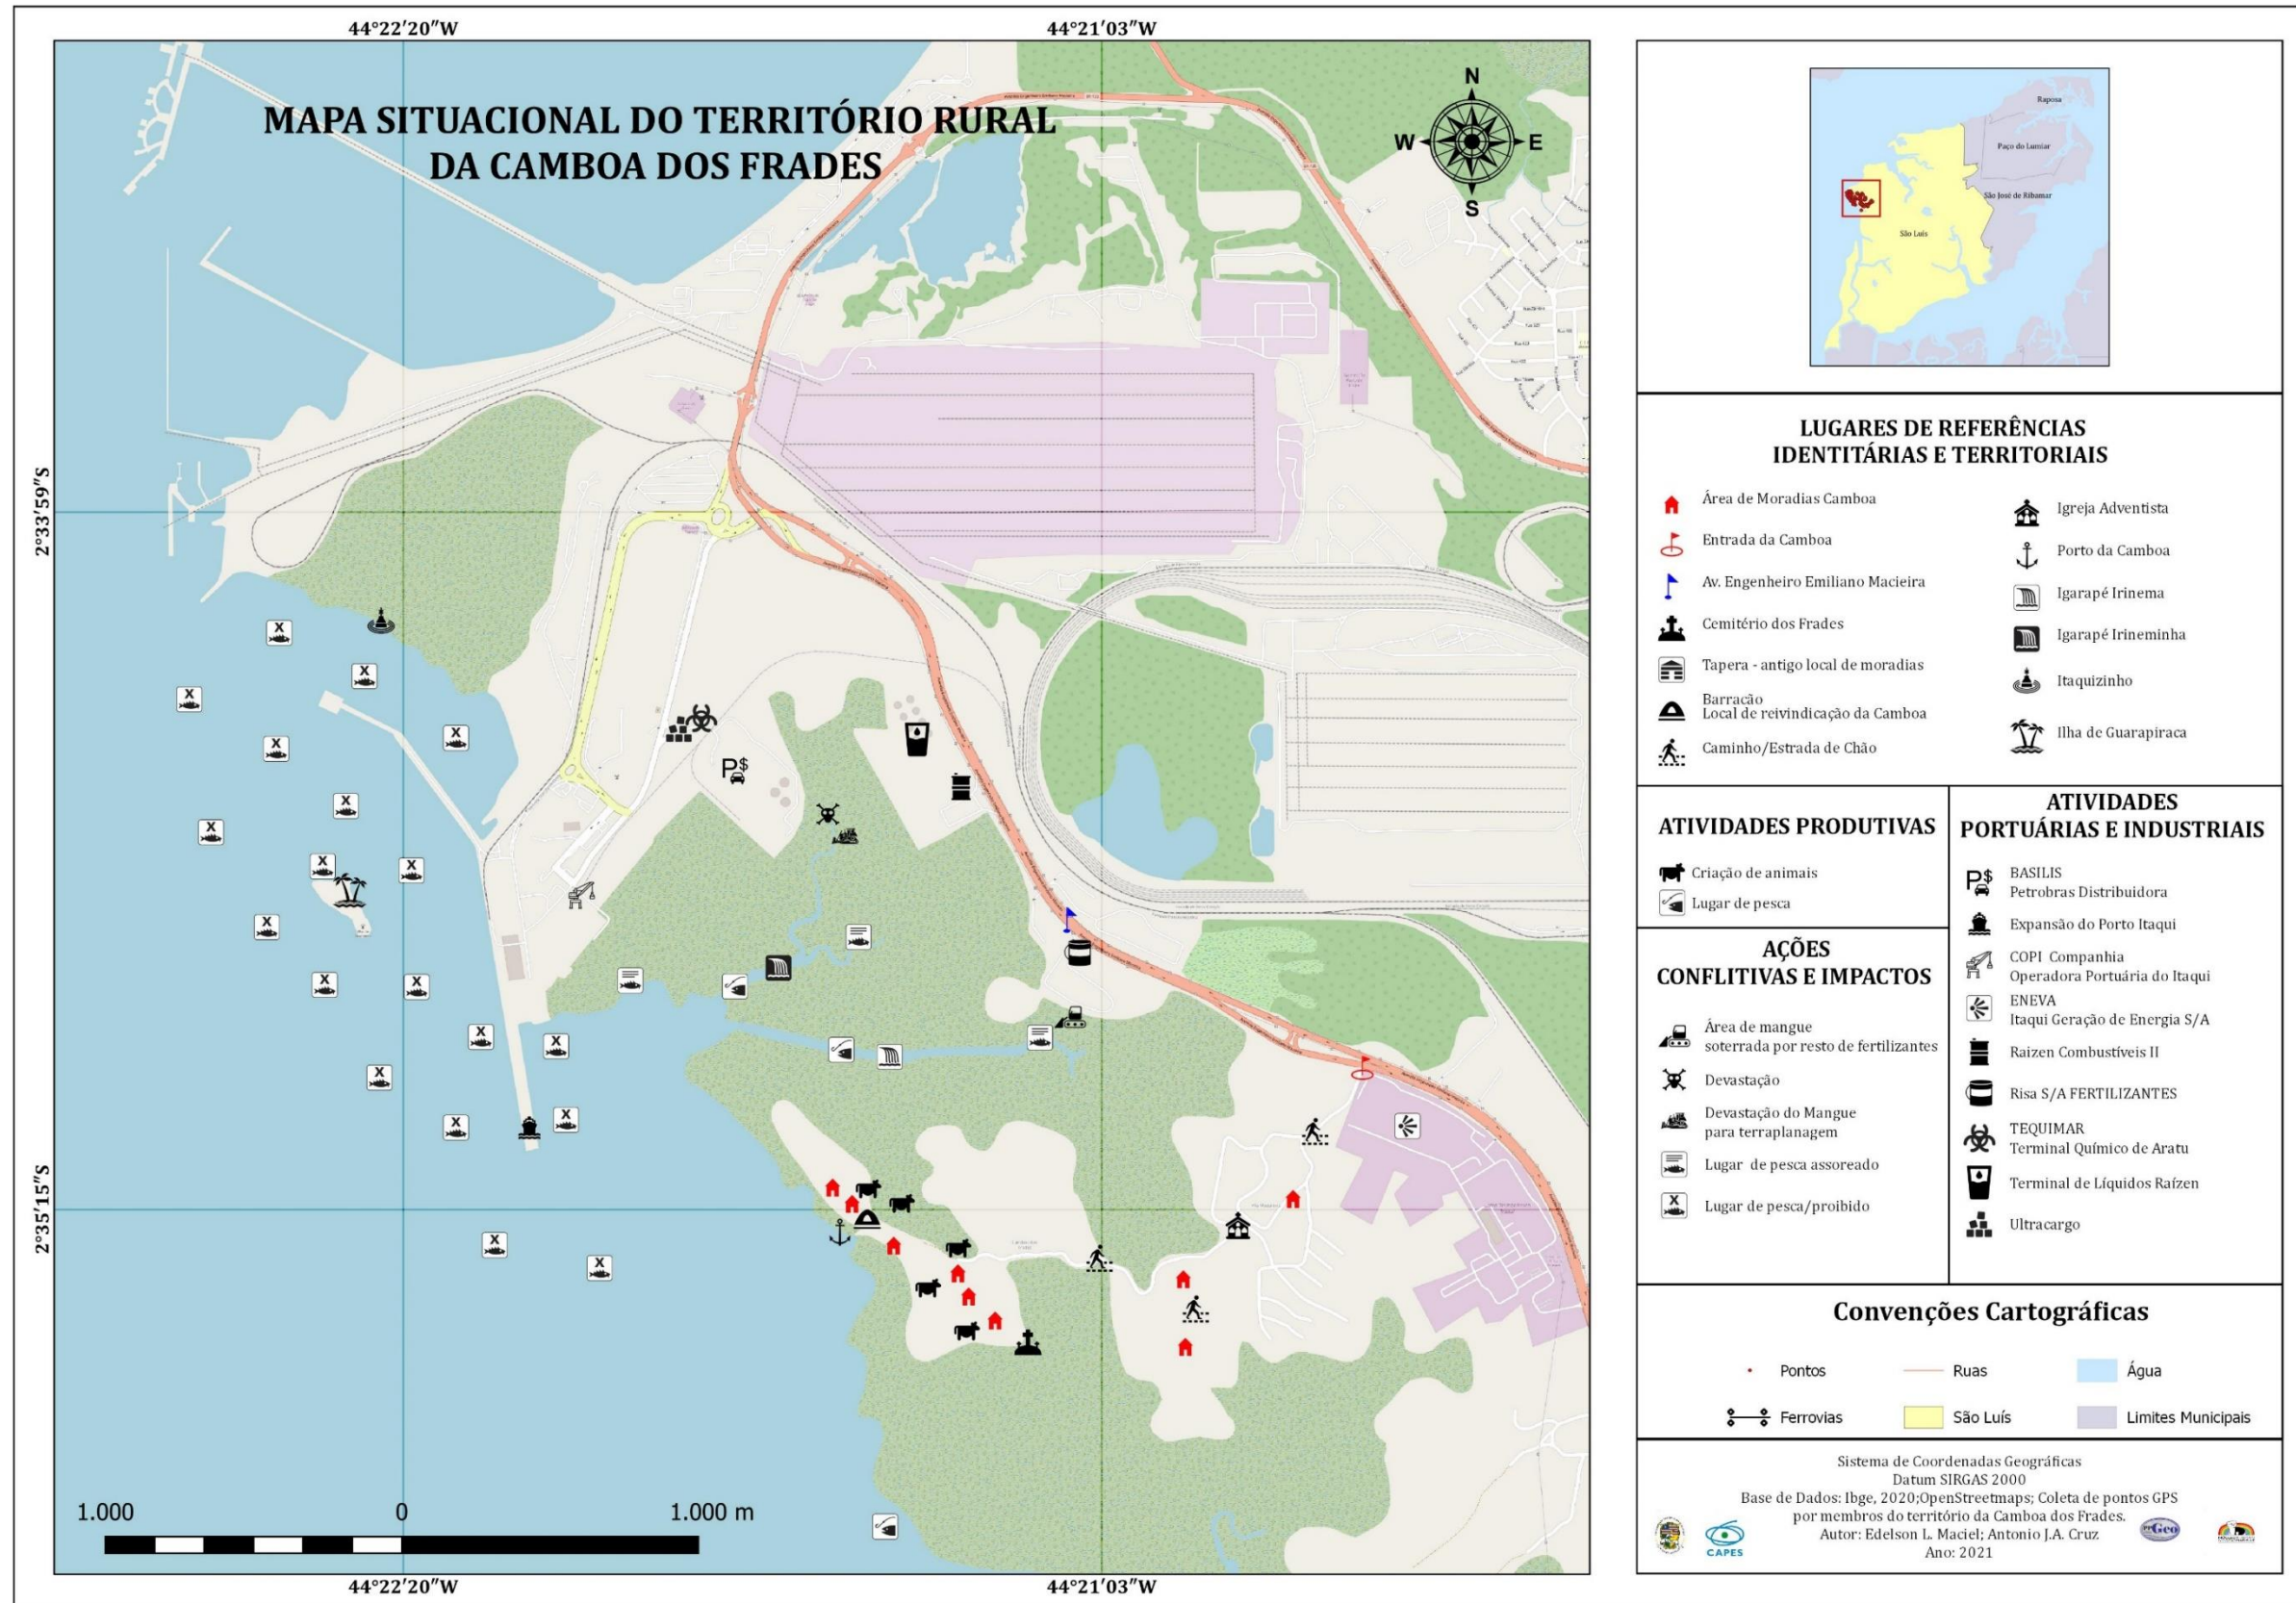 44°22'20"W
44°21'03"W
MAPA SITUACIONAL DO TERRITÓRIO RURAL
DA CAMBOA DOS FRADES
N
W
E
S
2°33'59"S
2°35'15"S
P$
1.000
0
1.000 m
44°22'20"W
44°21'03"W
Raposa
Paço do Lumiar
São José de Ribamar
São Luís
LUGARES DE REFERÊNCIAS
IDENTITÁRIAS E TERRITORIAIS
Área de Moradias Camboa
Entrada da Camboa
Av. Engenheiro Emiliano Macieira
Cemitério dos Frades
Tapera - antigo local de moradias
Barracão
Local de reivindicação da Camboa
Caminho/Estrada de Chão
Igreja Adventista
Porto da Camboa
Igarapé Irinema
Igarapé Irineminha
Itaquizinho
Ilha de Guarapiraca
ATIVIDADES PRODUTIVAS
Criação de animais
Lugar de pesca
AÇÕES
CONFLITIVAS E IMPACTOS
Área de mangue
soterrada por resto de fertilizantes
Devastação
Devastação do Mangue
para terraplanagem
Lugar de pesca assoreado
X
Lugar de pesca/proibido
ATIVIDADES
PORTUÁRIAS E INDUSTRIAIS
P$
BASILIS
Petrobras Distribuidora
Expansão do Porto Itaqui
COPI Companhia
Operadora Portuária do Itaqui
ENEVA
Itaqui Geração de Energia S/A
Raizen Combustíveis II
Risa S/A FERTILIZANTES
TEQUIMAR
Terminal Químico de Aratu
Terminal de Líquidos Raízen
Ultracargo
Convenções Cartográficas
Pontos
Ruas
Água
Ferrovias
São Luís
Limites Municipais
Sistema de Coordenadas Geográficas
Datum SIRGAS 2000
Base de Dados: Ibge, 2020;OpenStreetmaps; Coleta de pontos GPS
por membros do território da Camboa dos Frades.
Autor: Edelson L. Maciel; Antonio J.A. Cruz
Ano: 2021
CAPES